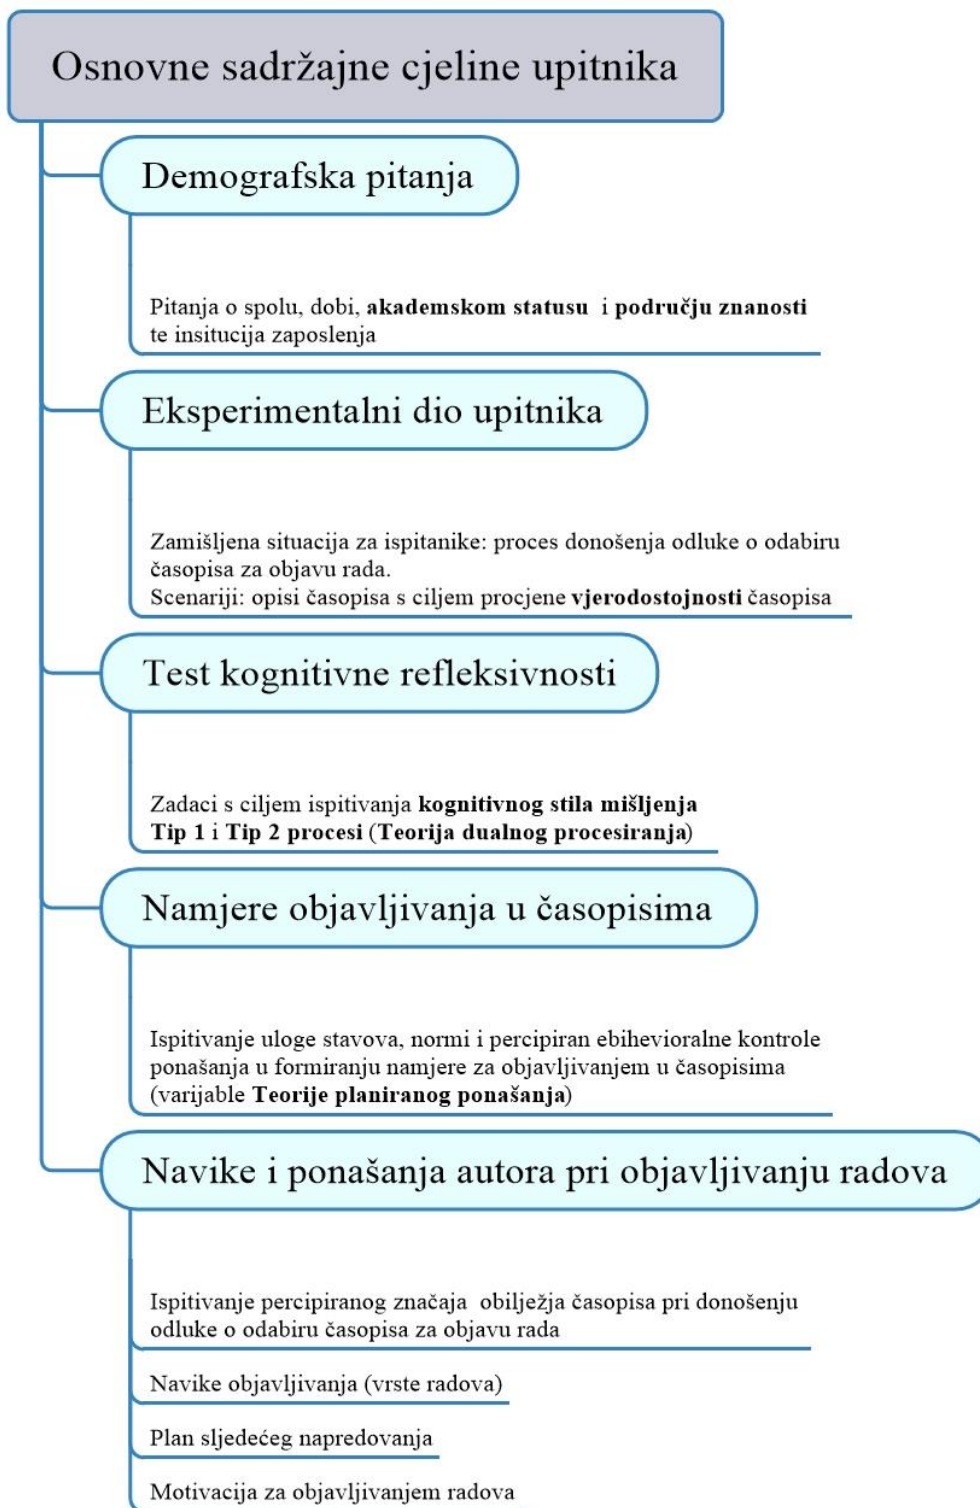 Osnovne sadržajne cjeline upitnika
Demografska pitanja
Pitanja o spolu, dobi, akademskom statusu i području znanosti
te insitucija zaposlenja
Eksperimentalni dio upitnika
Zamišljena situacija za ispitanike: proces donošenja odluke o odabiru
časopisa za objavu rada.
Scenariji: opisi časopisa s ciljem procjene vjerodostojnosti časopisa
Test kognitivne refleksivnosti
Zadaci s ciljem ispitivanja kognitivnog stila mišljenja
Tip 1 i Tip 2 procesi (Teorija dualnog procesiranja)
Namjere objavljivanja u časopisima
Ispitivanje uloge stavova, normi i percipiran ebihevioralne kontrole
ponašanja u formiranju namjere za objavljivanjem u časopisima
(varijable Teorije planiranog ponašanja)
Navike i ponašanja autora pri objavljivanju radova
Ispitivanje percipiranog značaja obilježja časopisa pri donošenju
odluke o odabiru časopisa za objavu rada
Navike objavljivanja (vrste radova)
Plan sljedećeg napredovanja
Motivacija za objavljivanjem radova